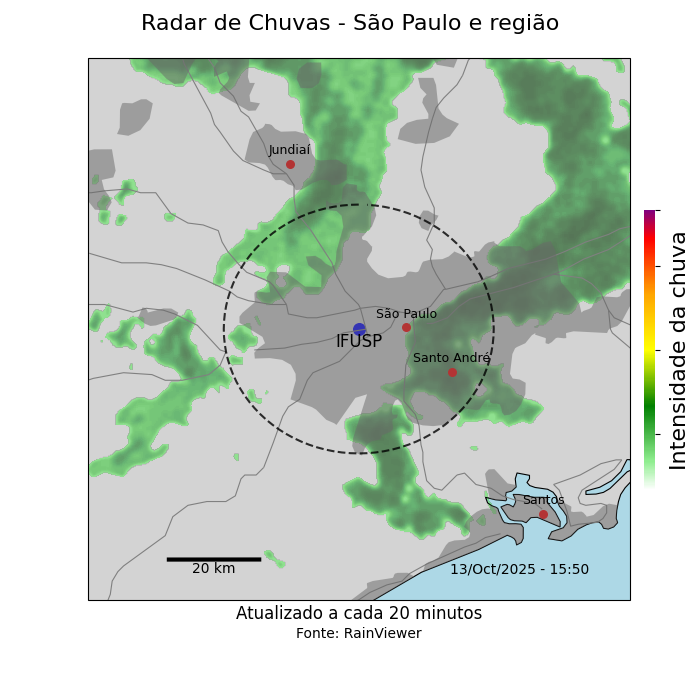 Radar de Chuvas - São Paulo e região
Jundiaí
São Paulo
IFUSP
Santo André
Santos
20 km
13/Oct/2025 - 15:50
Intensidade da chuva
Atualizado a cada 20 minutos
Fonte: RainViewer